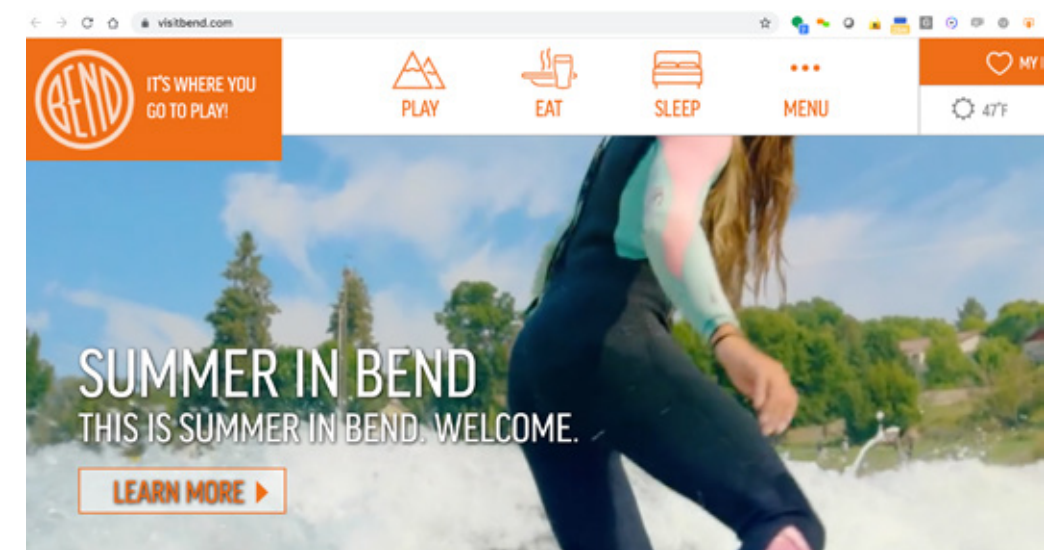 visitbend.com
BEND
IT'S WHERE YOU
GO TO PLAY!
PLAY
EAT
SLEEP
MENU
MY
47°F
SUMMER IN BEND
THIS IS SUMMER IN BEND. WELCOME.
LEARN MORE